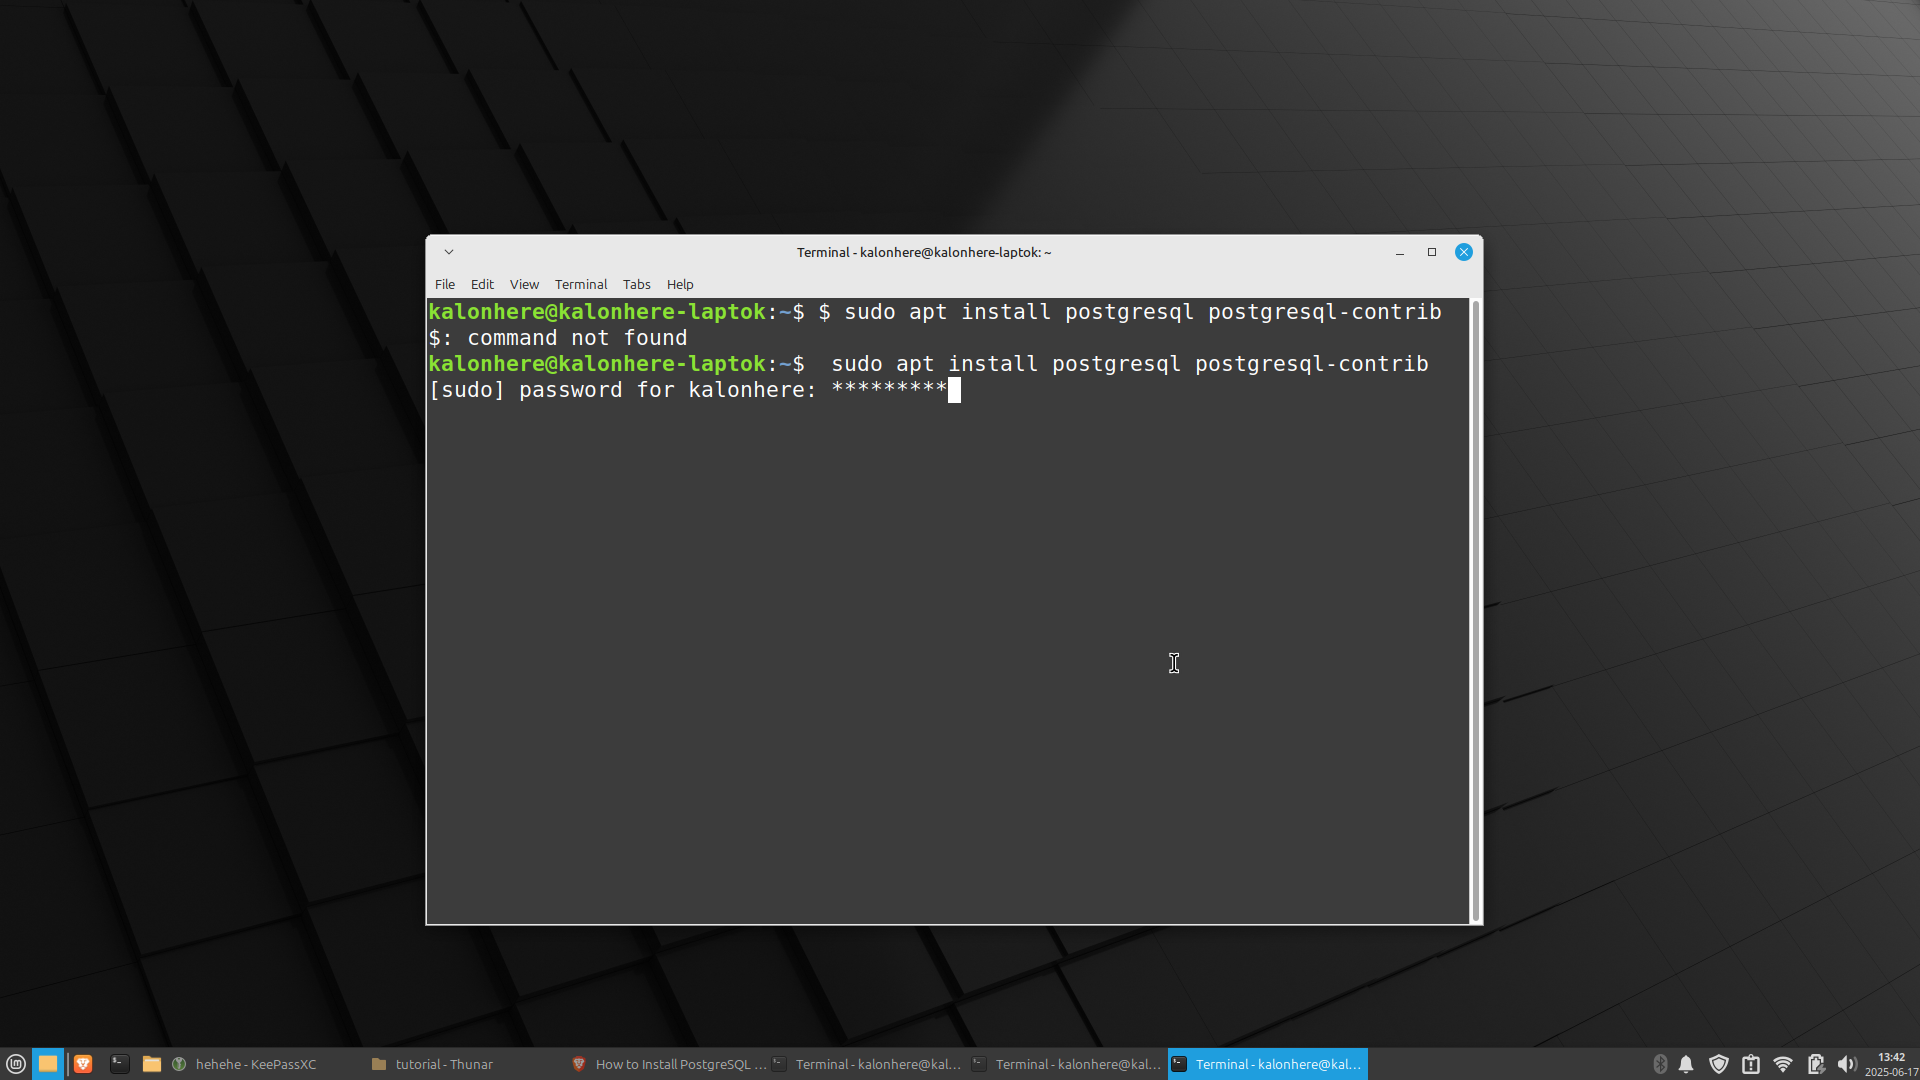 Terminal - kalonhere@kalonhere-laptok: ~
File Edit View Terminal Tabs Help
kalonhere@kalonhere-laptok:~$ $ sudo apt install postgresql postgresql-contrib
$: command not found
kalonhere@kalonhere-laptok:~$  sudo apt install postgresql postgresql-contrib
[sudo] password for kalonhere: *********
hehehe - KeePassXC
tutorial - Thunar
How to Install PostgreSQL ...
Terminal - kalonhere@kal...
Terminal - kalonhere@kal...
Terminal - kalonhere@kal...
13:42
2025-06-17